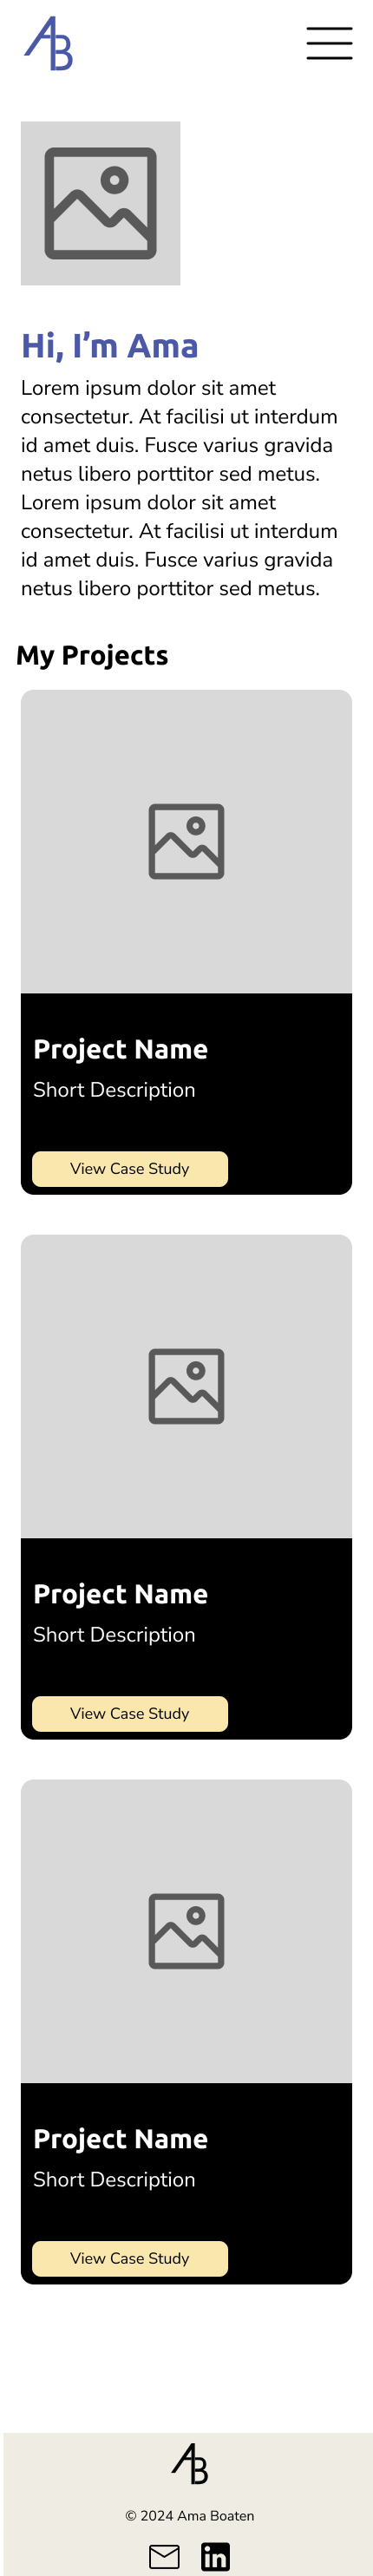 AB
Hi, I’m Ama
Lorem ipsum dolor sit amet
consectetur. At facilisi ut interdum
id amet duis. Fusce varius gravida
netus libero porttitor sed metus.
Lorem ipsum dolor sit amet
consectetur. At facilisi ut interdum
id amet duis. Fusce varius gravida
netus libero porttitor sed metus.
My Projects
Project Name
Short Description
View Case Study
Project Name
Short Description
View Case Study
Project Name
Short Description
View Case Study
AB
© 2024 Ama Boaten
in